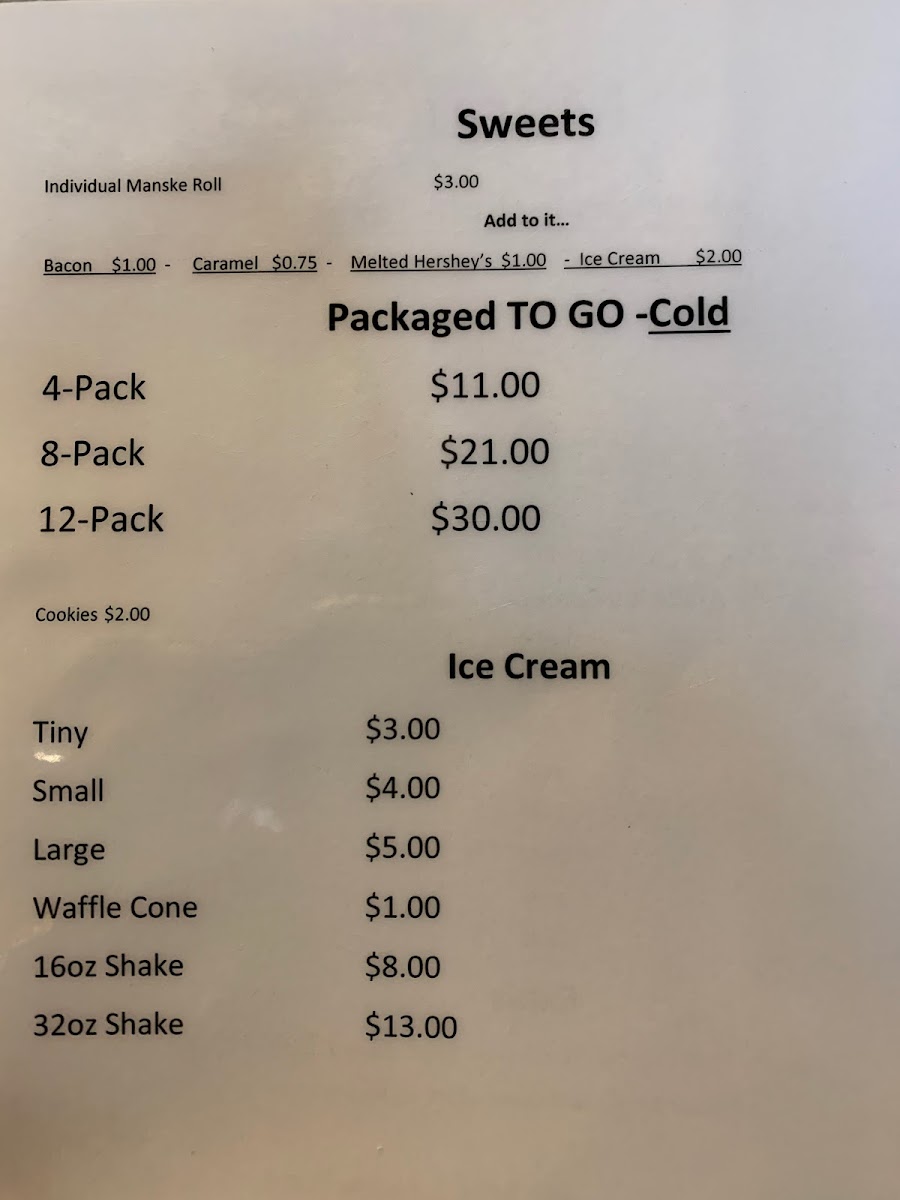 Sweets
Individual Manske Roll $3.00
Add to it...
Bacon $1.00 - Caramel $0.75 - Melted Hershey's $1.00 - Ice Cream $2.00
Packaged TO GO -Cold
4-Pack $11.00
8-Pack $21.00
12-Pack $30.00
Cookies $2.00
Ice Cream
Tiny $3.00
Small $4.00
Large $5.00
Waffle Cone $1.00
16oz Shake $8.00
32oz Shake $13.00